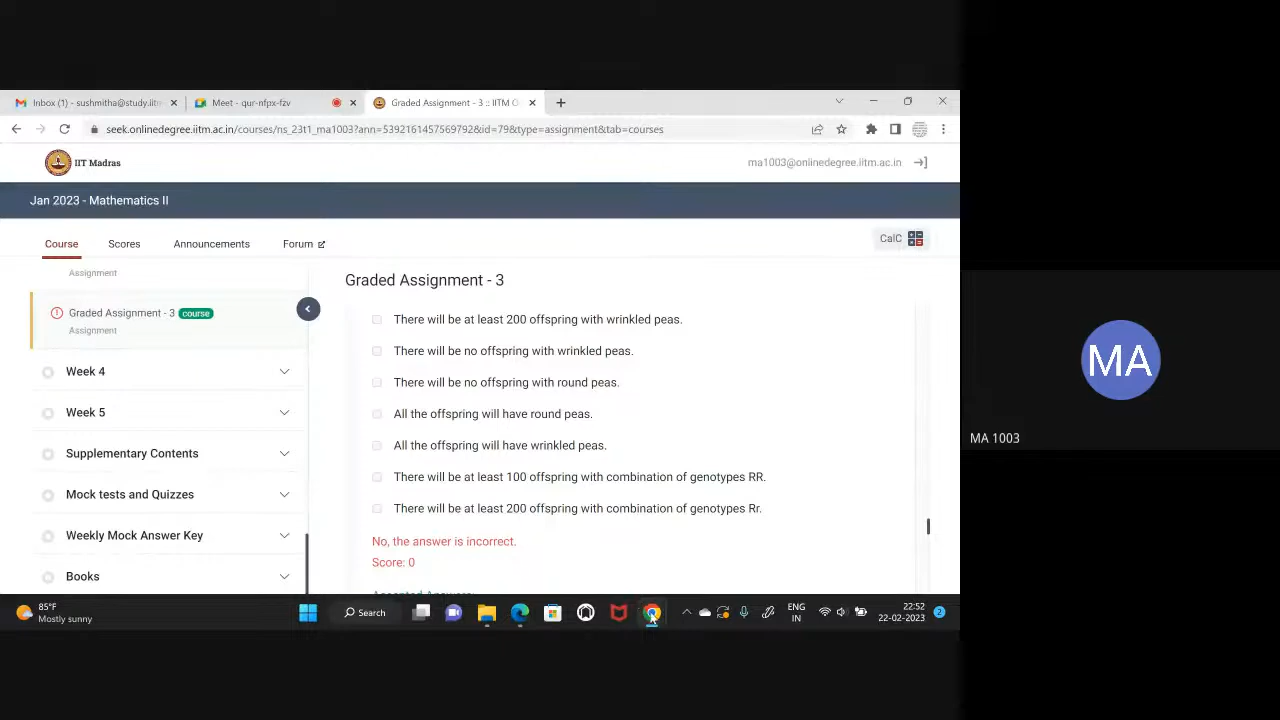 Inbox (1) - sushmitha@study.iitm
Meet - qur-nfpx-fzv
Graded Assignment - 3 :: IITM O
seek.onlinedegree.iitm.ac.in/courses/ns_23t1_ma1003?ann=5392161457569792&id=79&type=assignment&tab=courses
IIT Madras
ma1003@onlinedegree.iitm.ac.in
Jan 2023 - Mathematics II
Course
Scores
Announcements
Forum
CalC
Assignment
Graded Assignment - 3 course
Assignment
Week 4
Week 5
Supplementary Contents
Mock tests and Quizzes
Weekly Mock Answer Key
Books
Graded Assignment - 3
There will be at least 200 offspring with wrinkled peas.
There will be no offspring with wrinkled peas.
There will be no offspring with round peas.
All the offspring will have round peas.
All the offspring will have wrinkled peas.
There will be at least 100 offspring with combination of genotypes RR.
There will be at least 200 offspring with combination of genotypes Rr.
No, the answer is incorrect.
Score: 0
Accepted Answers:
MA
MA 1003
85°F
Mostly sunny
Search
ENG
IN
22:52
22-02-2023
2